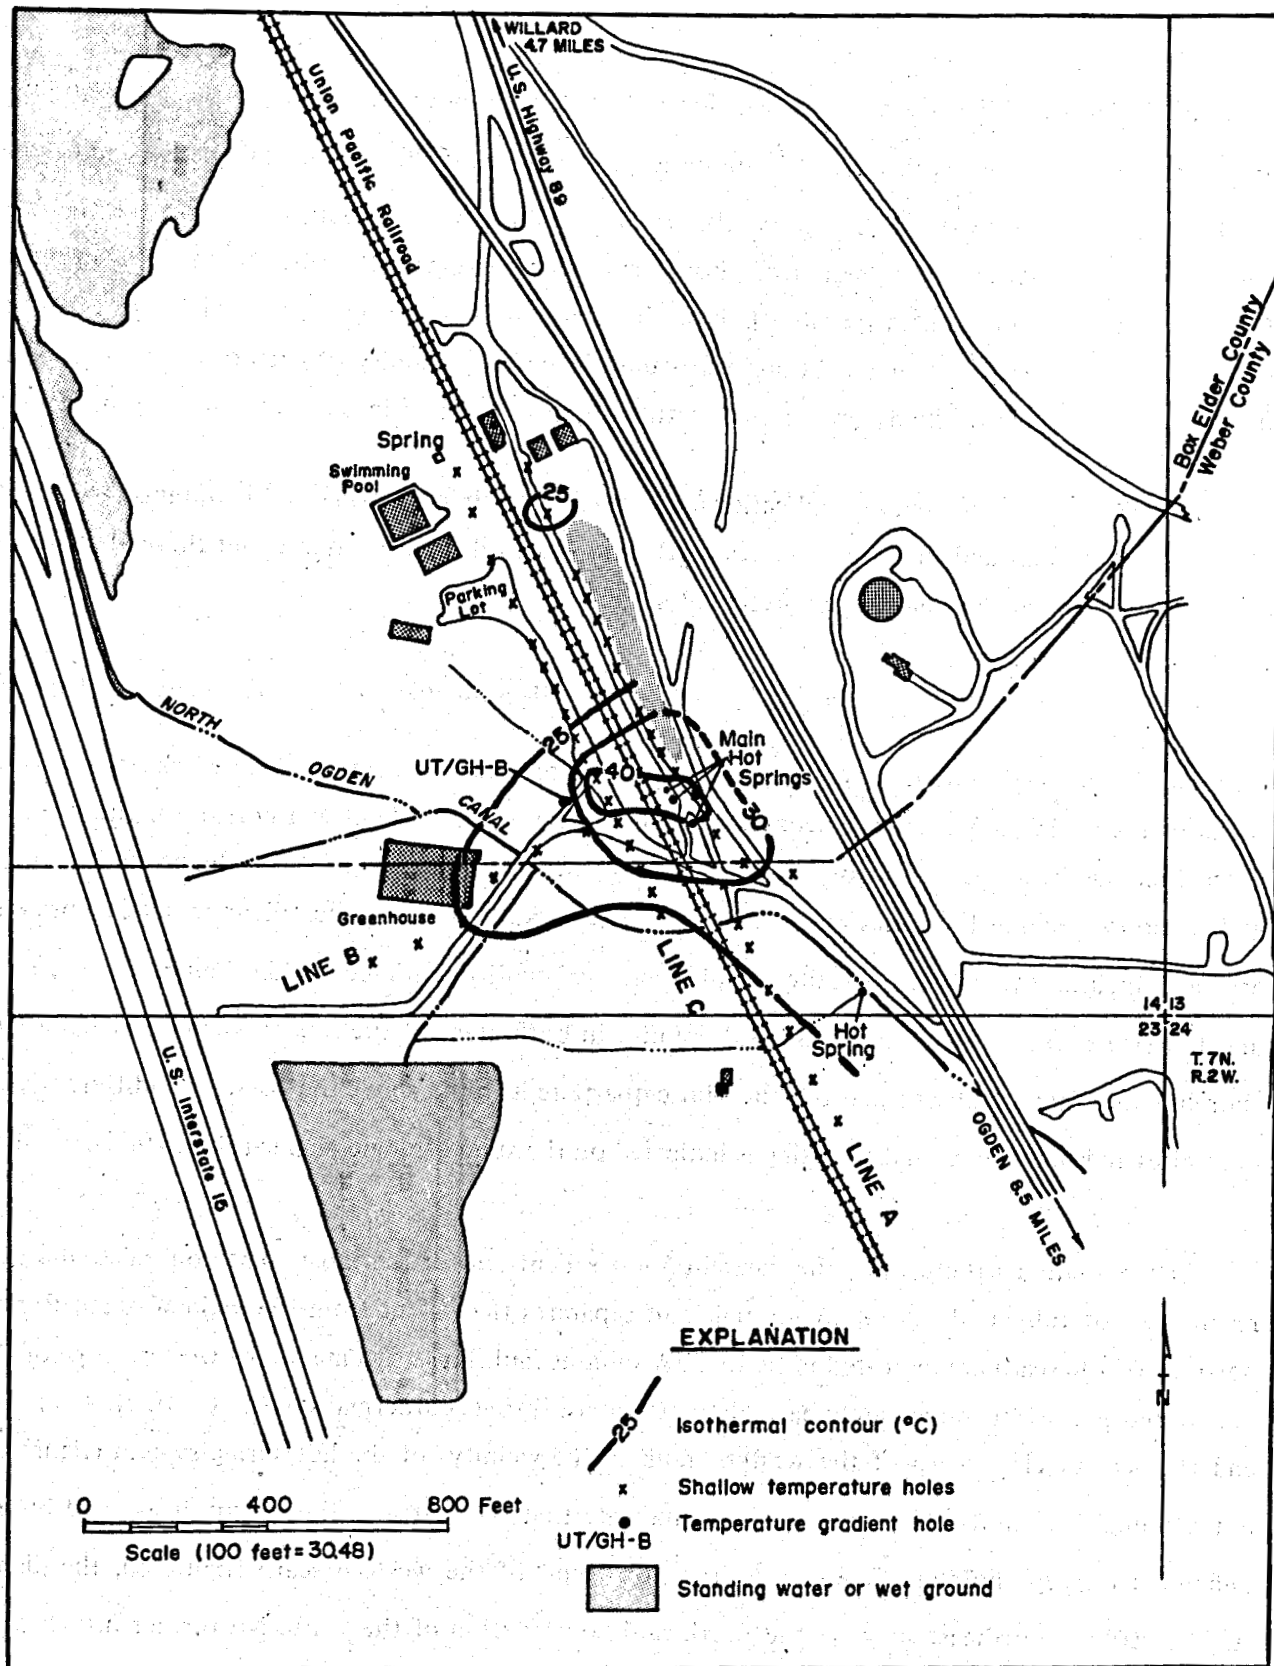 WILLARD
4.7 MILES
Union Pacific Railroad
U.S. Highway 89
Box Elder County
Weber County
Spring
Swimming
Pool
25
Parking
Lot
NORTH
OGDEN
CANAL
25
UT/GH-B
40
Main
Hot
Springs
30
Greenhouse
LINE B
LINE C
Hot
Spring
14 13
23 24
T. 7N.
R. 2 W.
U. S. Interstate 15
LINE A
OGDEN 8.5 MILES
N
EXPLANATION
25
Isothermal contour (°C)
x Shallow temperature holes
Temperature gradient hole
UT/GH-B
Standing water or wet ground
0 400 800 Feet
Scale (100 feet = 30.48)